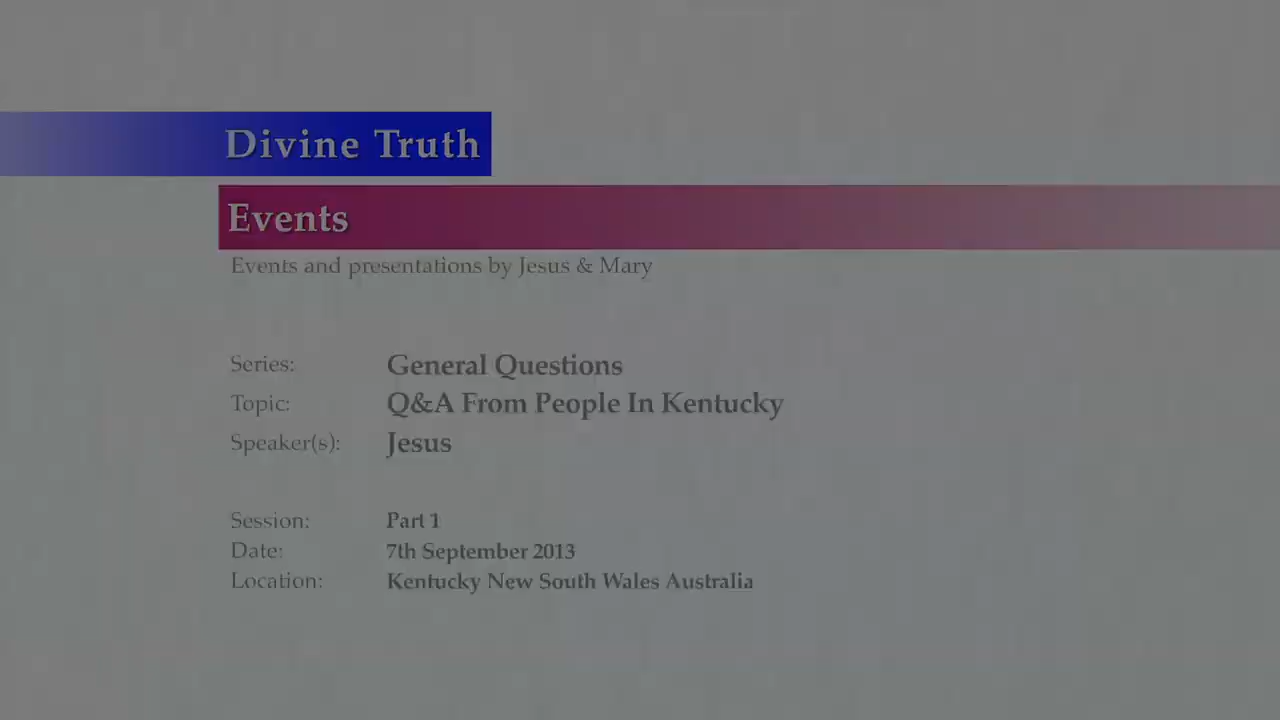 Divine Truth
Events
Events and presentations by Jesus & Mary
Series: General Questions
Topic: Q&A From People In Kentucky
Speaker(s): Jesus
Session: Part 1
Date: 7th September 2013
Location: Kentucky New South Wales Australia